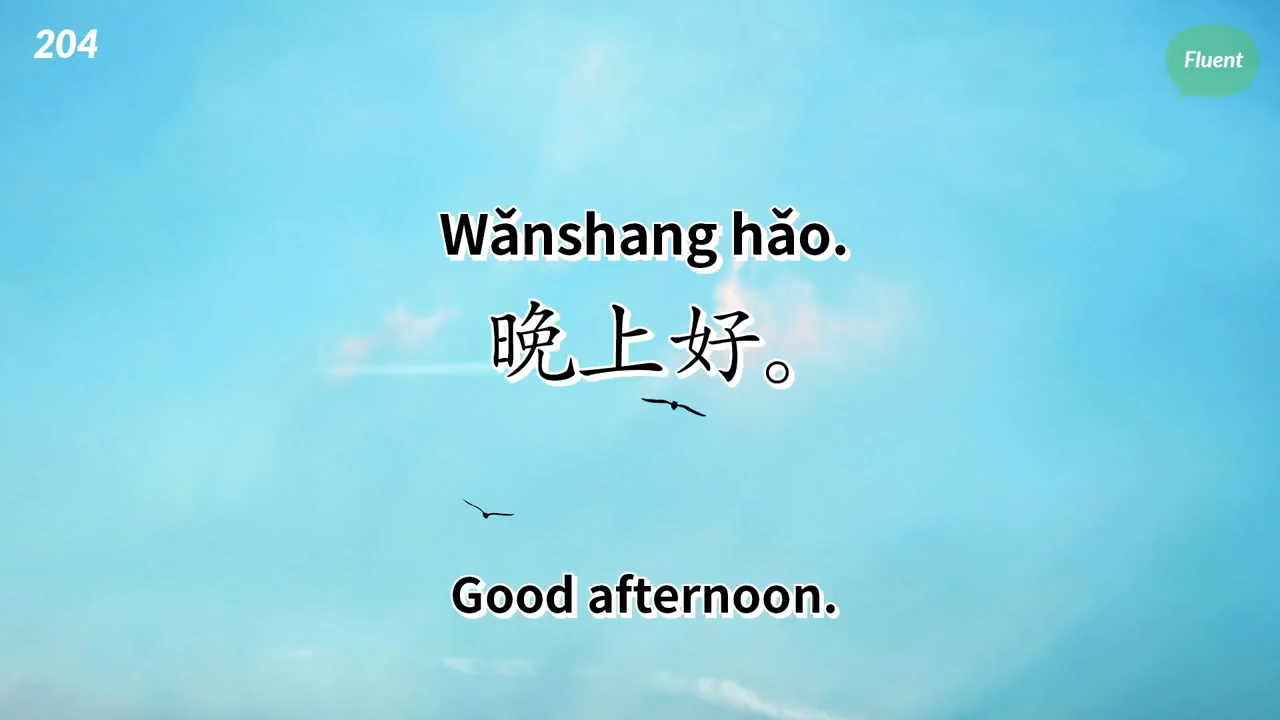 204
Fluent
Wǎnshang hǎo.
晚上好。
Good afternoon.